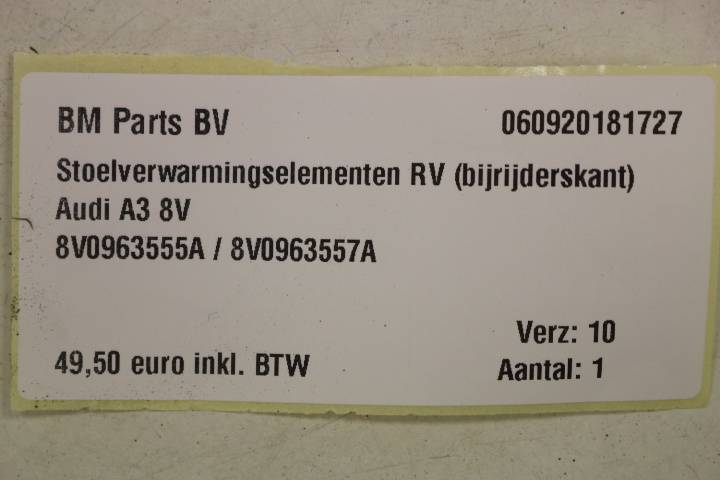 BM Parts BV 060920181727
Stoelverwarmingselementen RV (bijrijderskant)
Audi A3 8V
8V0963555A / 8V0963557A
Verz: 10
49,50 euro inkl. BTW Aantal: 1